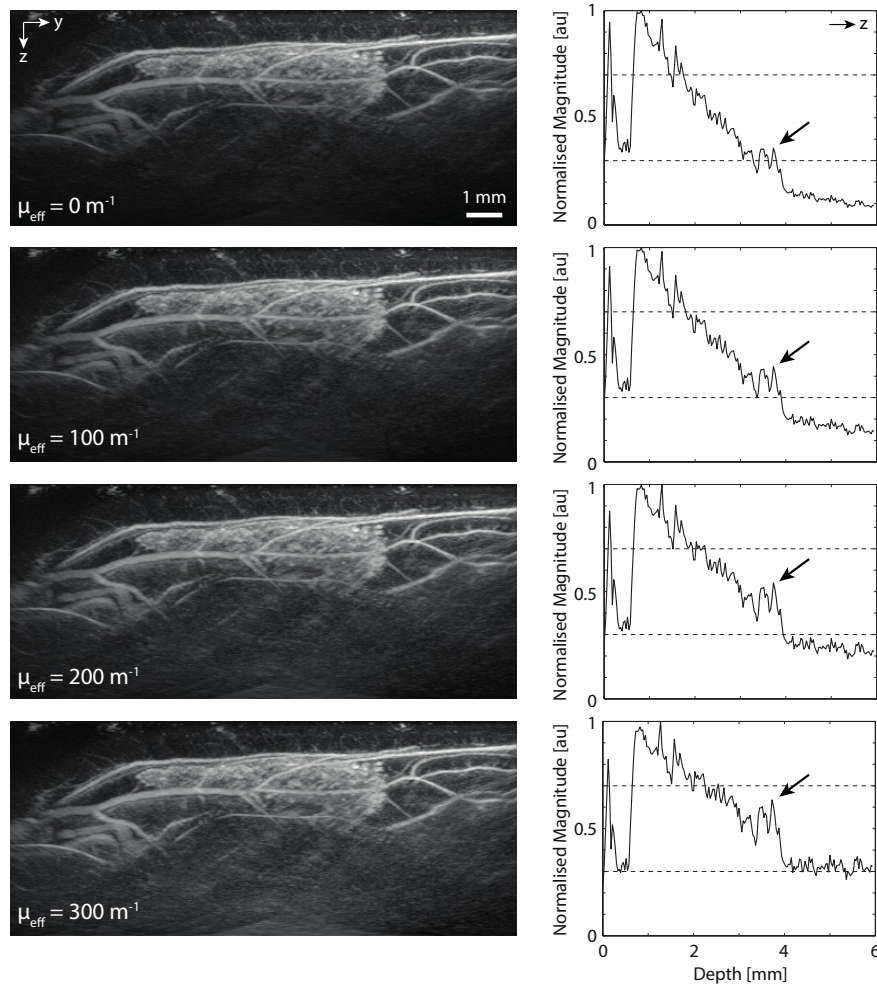 y
z
μeff = 0 m-1
1 mm
Normalised Magnitude [au]
1
0.5
0
z
μeff = 100 m-1
Normalised Magnitude [au]
1
0.5
0
μeff = 200 m-1
Normalised Magnitude [au]
1
0.5
0
μeff = 300 m-1
Normalised Magnitude [au]
1
0.5
0
0 2 4 6
Depth [mm]